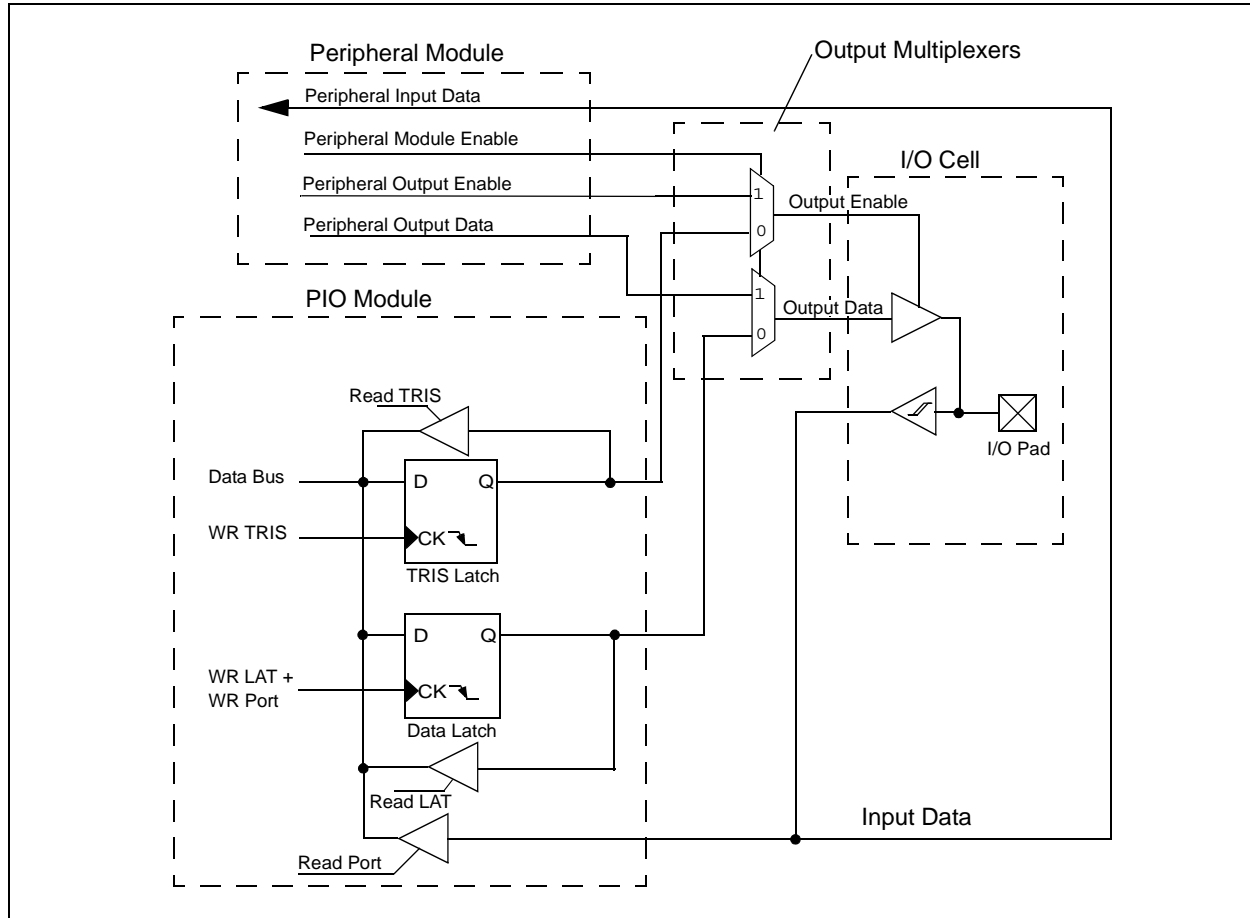 Peripheral Module
Output Multiplexers
Peripheral Input Data
Peripheral Module Enable
I/O Cell
Peripheral Output Enable
1
Output Enable
Peripheral Output Data
0
PIO Module
1
Output Data
0
Read TRIS
I/O Pad
Data Bus
D
Q
WR TRIS
CK
TRIS Latch
D
Q
WR LAT +
WR Port
CK
Data Latch
Read LAT
Input Data
Read Port